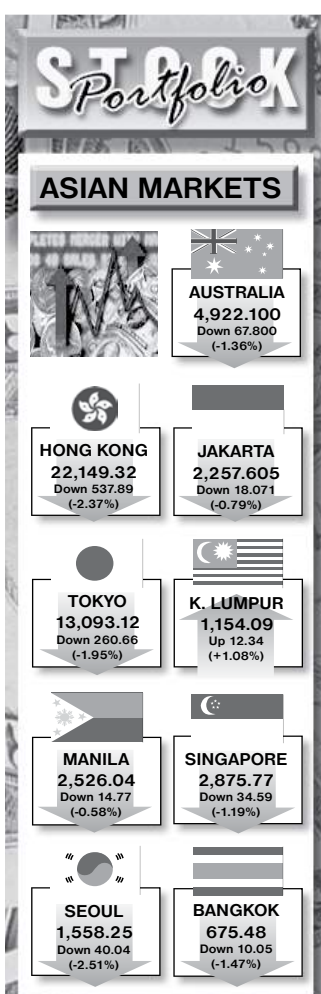 STOCK
Portfolio
ASIAN MARKETS
AUSTRALIA
4,922.100
Down 67.800
(-1.36%)
HONG KONG
22,149.32
Down 537.89
(-2.37%)
JAKARTA
2,257.605
Down 18.071
(-0.79%)
TOKYO
13,093.12
Down 260.66
(-1.95%)
K. LUMPUR
1,154.09
Up 12.34
(+1.08%)
MANILA
2,526.04
Down 14.77
(-0.58%)
SINGAPORE
2,875.77
Down 34.59
(-1.19%)
SEOUL
1,558.25
Down 40.04
(-2.51%)
BANGKOK
675.48
Down 10.05
(-1.47%)